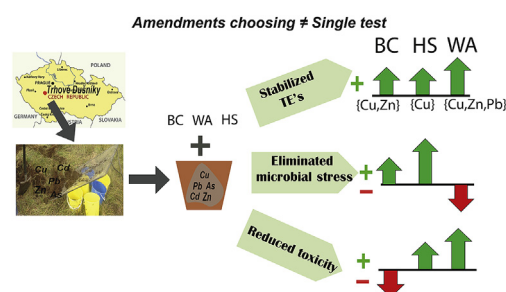 Amendments choosing ≠ Single test
POLAND
PRAGUE
Trhové Dušníky
CZECH REPUBLIC
GERMANY
SLOVAKIA
Cu Cd
Pb
Zn As
BC WA HS
+
Cu
Pb As
Cd Zn
Stabilized
TE's
Eliminated
microbial stress
Reduced toxicity
BC HS WA
+
{Cu,Zn} {Cu} {Cu,Zn,Pb}
+
−
+
−